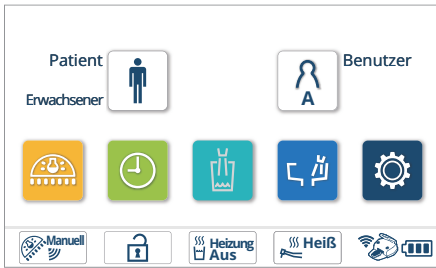 Patient
Benutzer
Erwachsener
A
Manuell
Heizung
Aus
Heiß